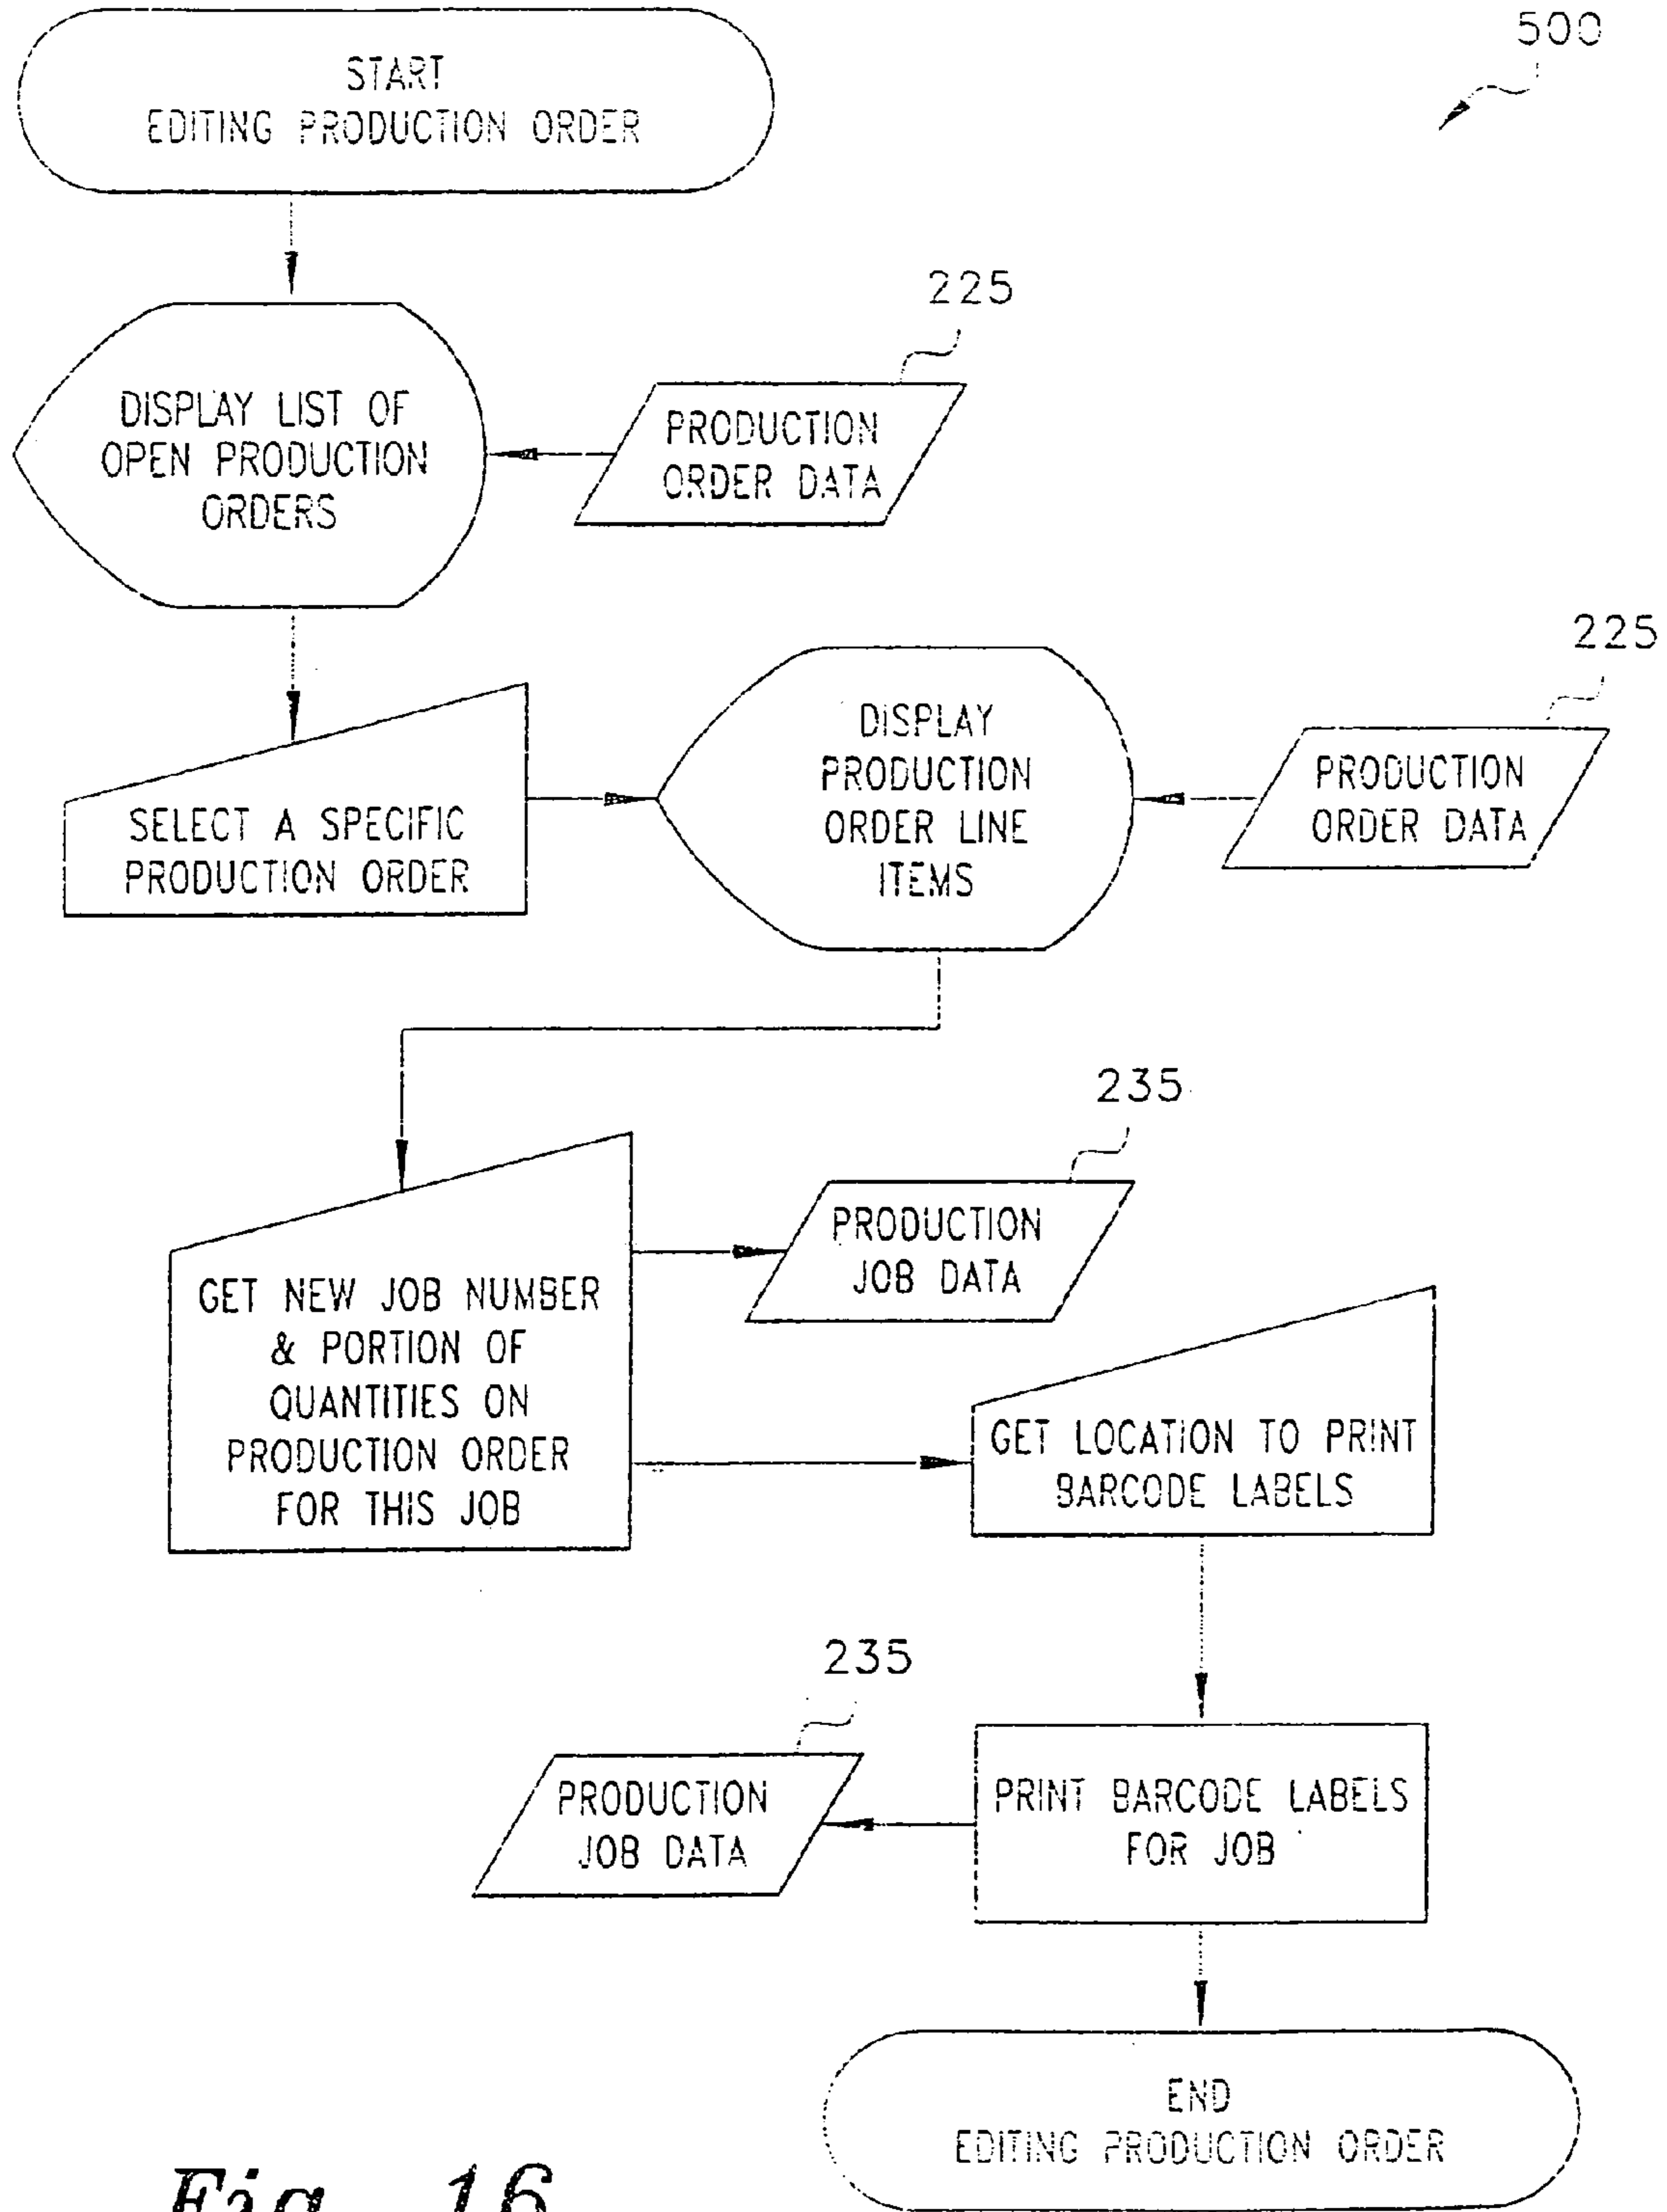 500
START
EDITING PRODUCTION ORDER
225
DISPLAY LIST OF
OPEN PRODUCTION
ORDERS
PRODUCTION
ORDER DATA
225
SELECT A SPECIFIC
PRODUCTION ORDER
DISPLAY
PRODUCTION
ORDER LINE
ITEMS
PRODUCTION
ORDER DATA
235
PRODUCTION
JOB DATA
GET NEW JOB NUMBER
& PORTION OF
QUANTITIES ON
PRODUCTION ORDER
FOR THIS JOB
GET LOCATION TO PRINT
BARCODE LABELS
235
PRODUCTION
JOB DATA
PRINT BARCODE LABELS
FOR JOB
END
EDITING PRODUCTION ORDER
Fig. 16